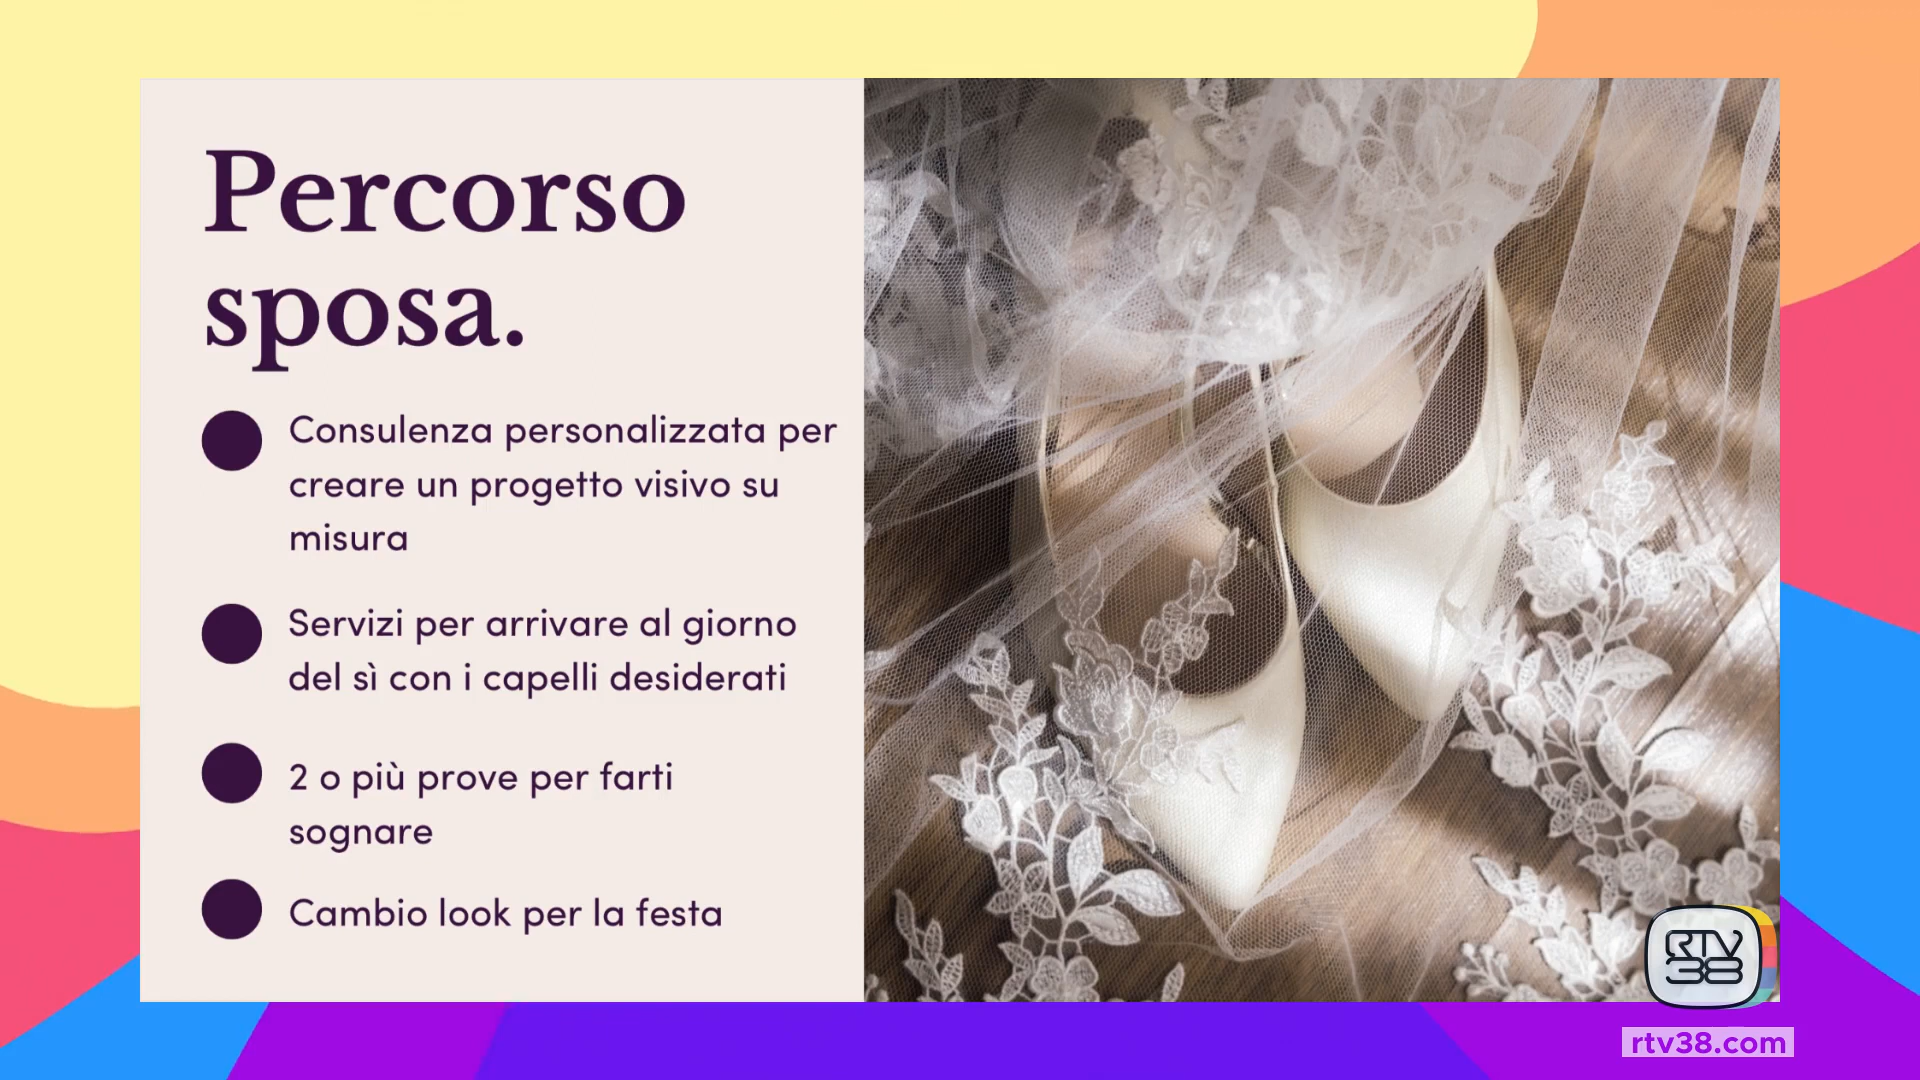 Percorso
sposa.
Consulenza personalizzata per
creare un progetto visivo su
misura
Servizi per arrivare al giorno
del sì con i capelli desiderati
2 o più prove per farti
sognare
Cambio look per la festa
RTV
38
rtv38.com